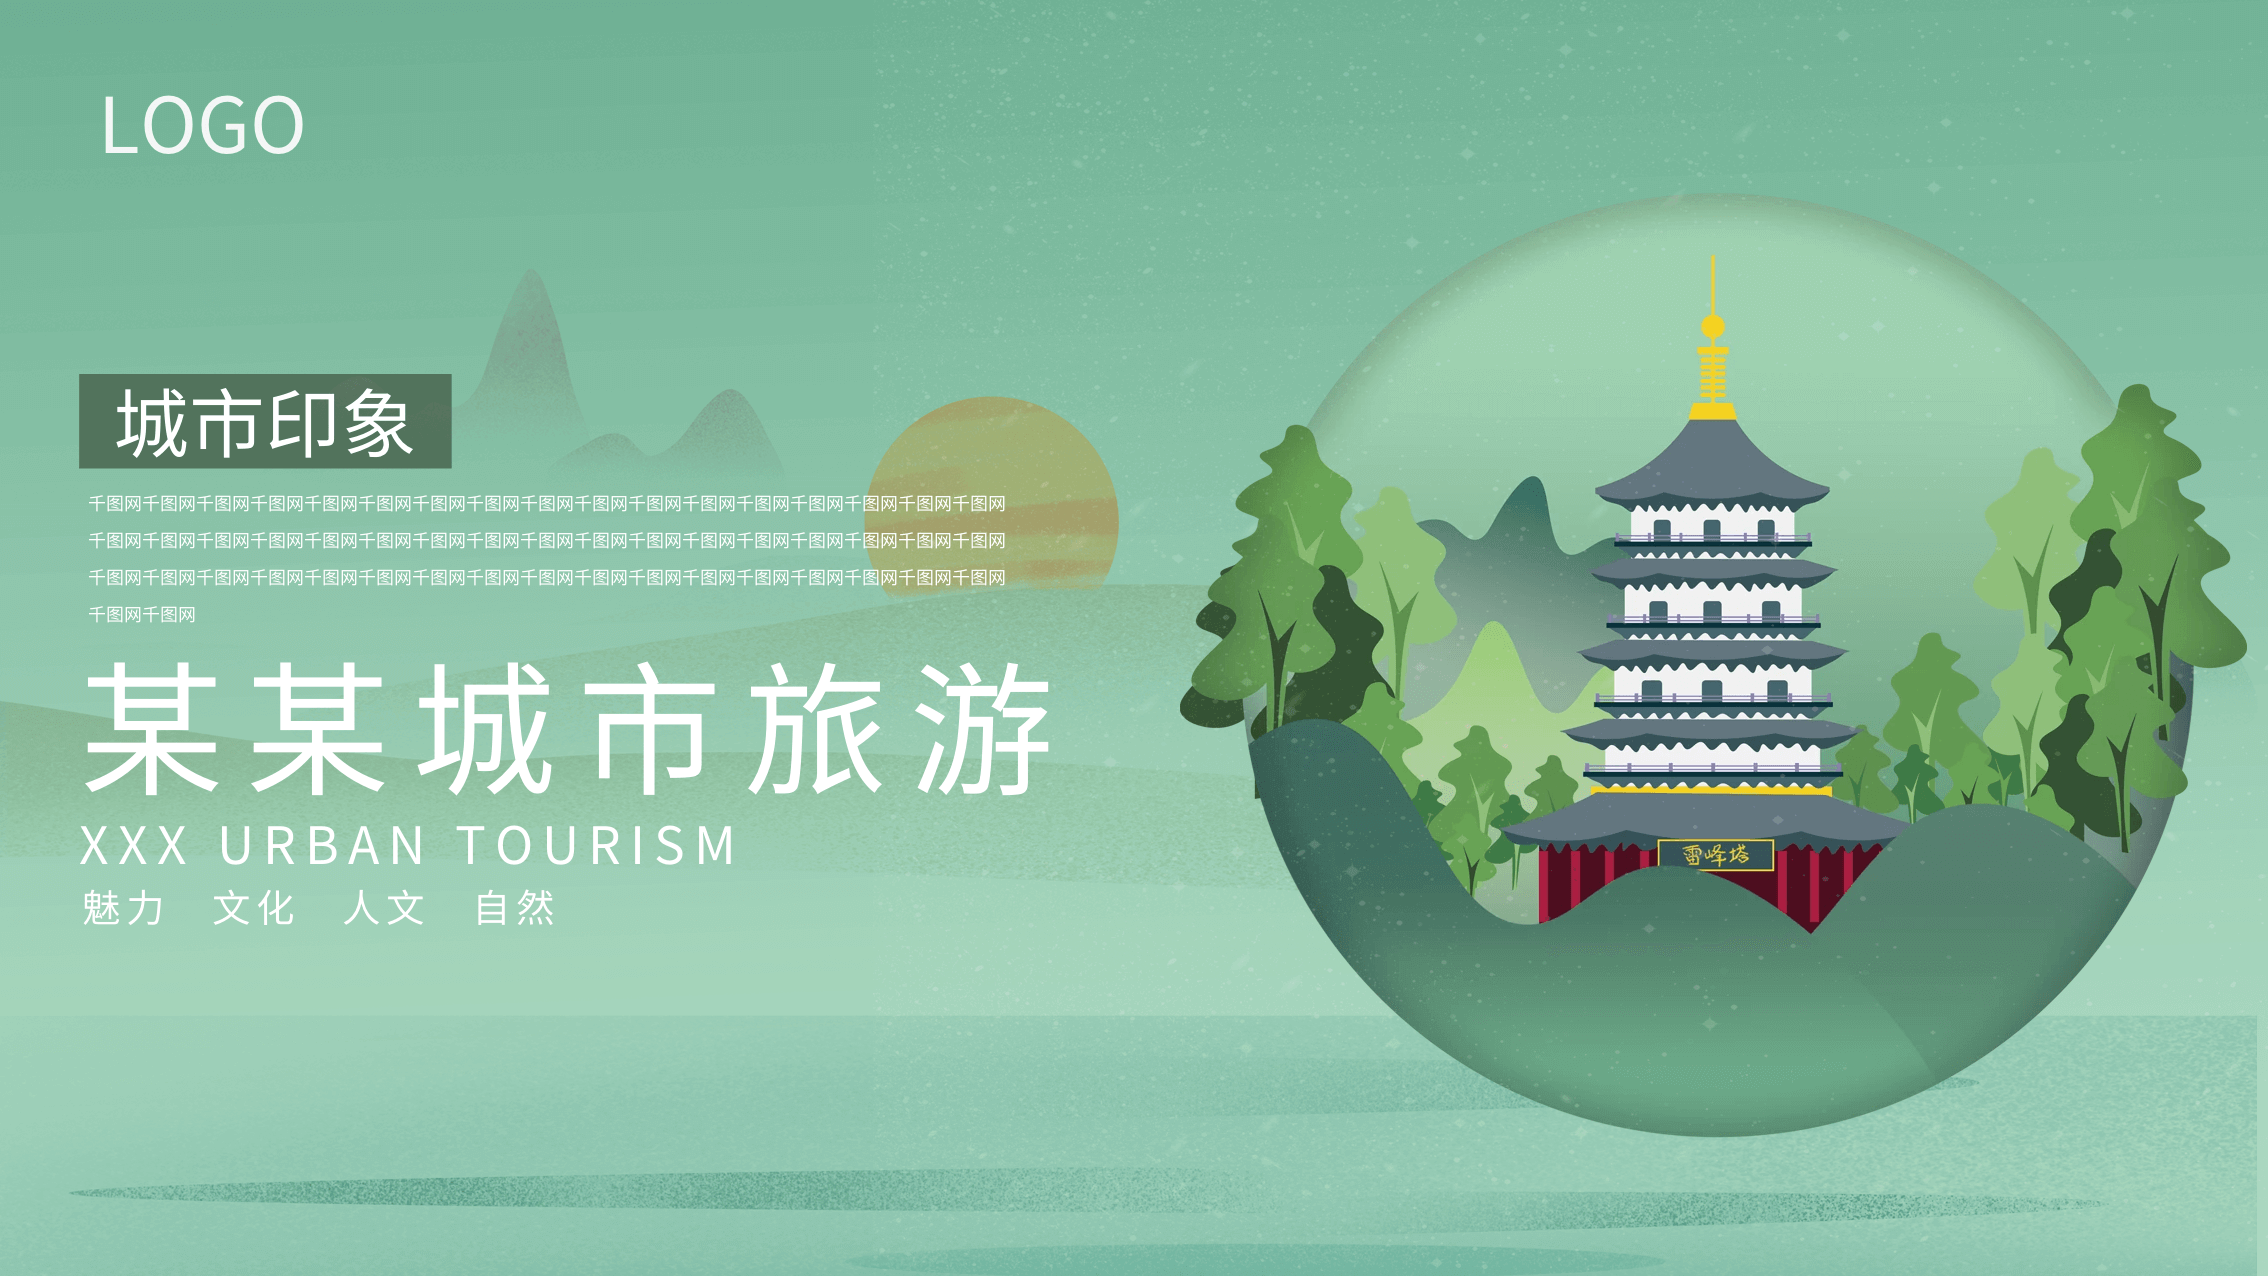 LOGO
城市印象
千图网千图网千图网千图网千图网千图网千图网千图网千图网千图网千图网千图网千图网千图网千图网千图网千图网
千图网千图网千图网千图网千图网千图网千图网千图网千图网千图网千图网千图网千图网千图网千图网千图网千图网
千图网千图网千图网千图网千图网千图网千图网千图网千图网千图网千图网千图网千图网千图网千图网千图网千图网
千图网千图网
某某城市旅游
XXX URBAN TOURISM
魅力 文化 人文 自然
雷峰塔